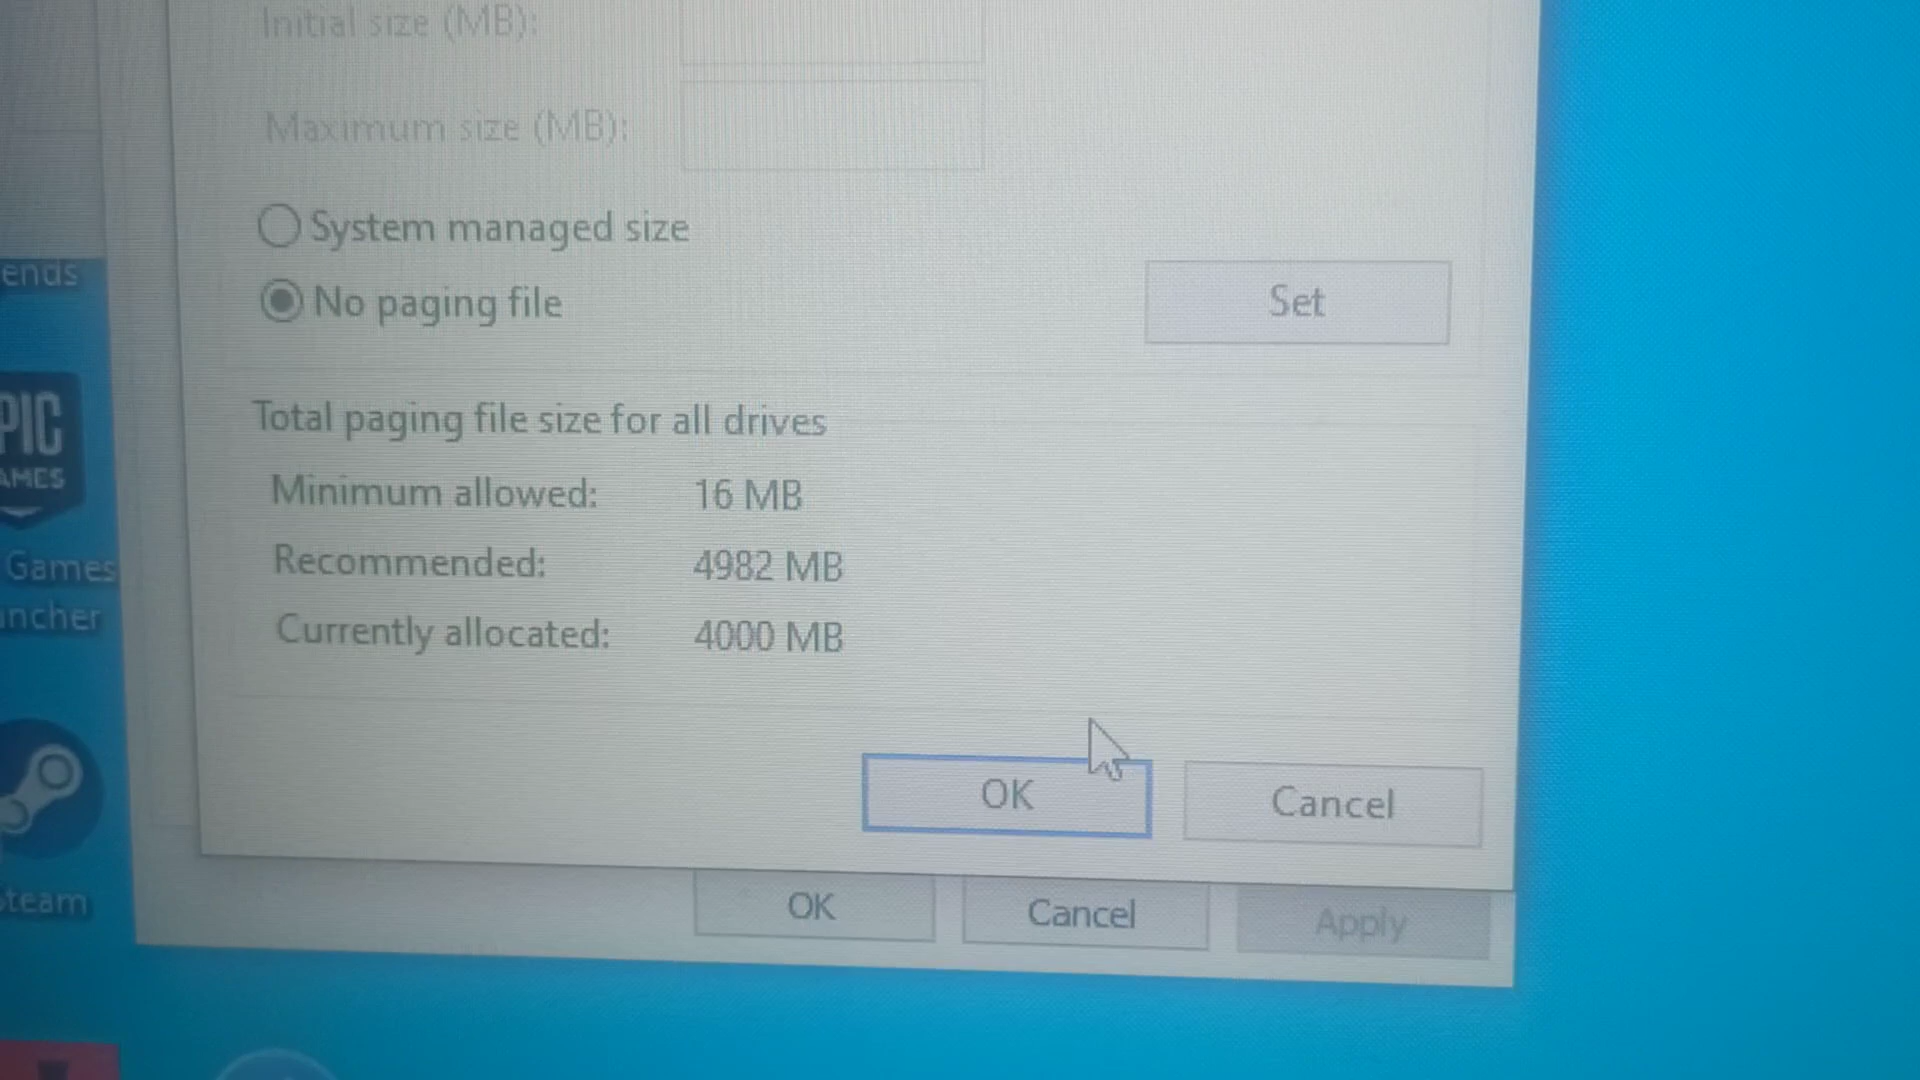 Initial size (MB):
Maximum size (MB):
System managed size
No paging file
Set
Total paging file size for all drives
Minimum allowed: 16 MB
Recommended: 4982 MB
Currently allocated: 4000 MB
OK Cancel
OK Cancel Apply
ends
PIC
AMES
Games
ncher
team